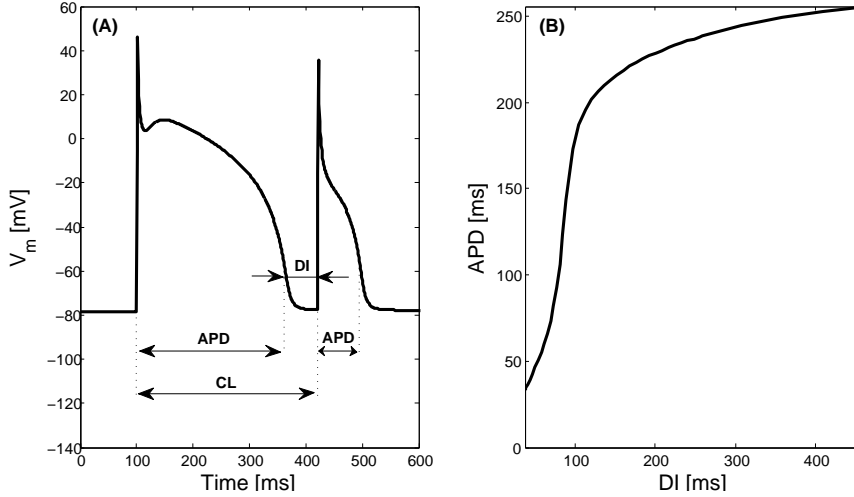 (A)
60
40
20
0
−20
−40
−60
−80
−100
−120
−140
V_m [mV]
DI
APD
APD
CL
0 100 200 300 400 500 600
Time [ms]
(B)
250
200
150
100
50
0
APD [ms]
100 200 300 400
DI [ms]